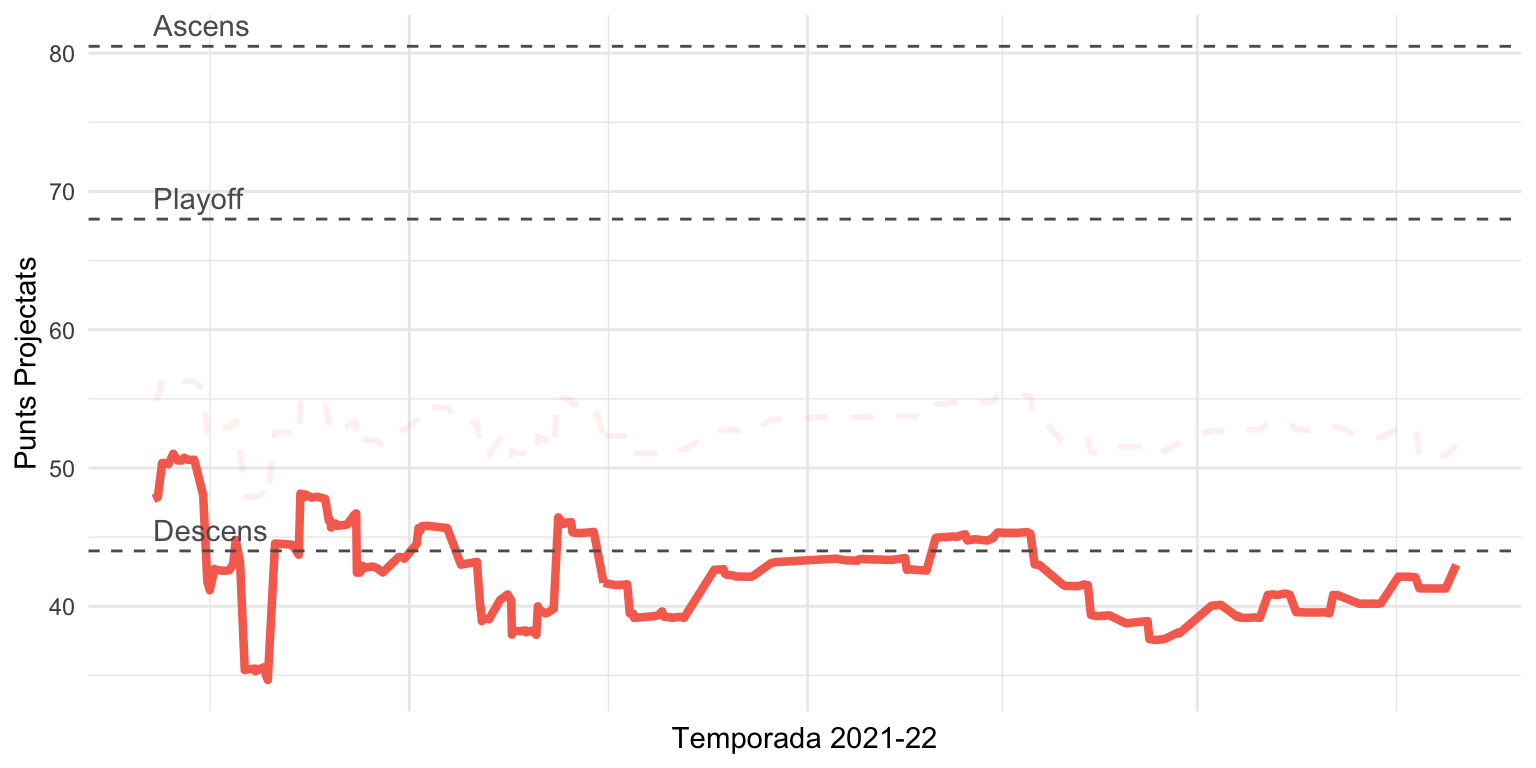 Ascens
80
70
Playoff
60
50
Descens
40
Punts Projectats
Temporada 2021-22